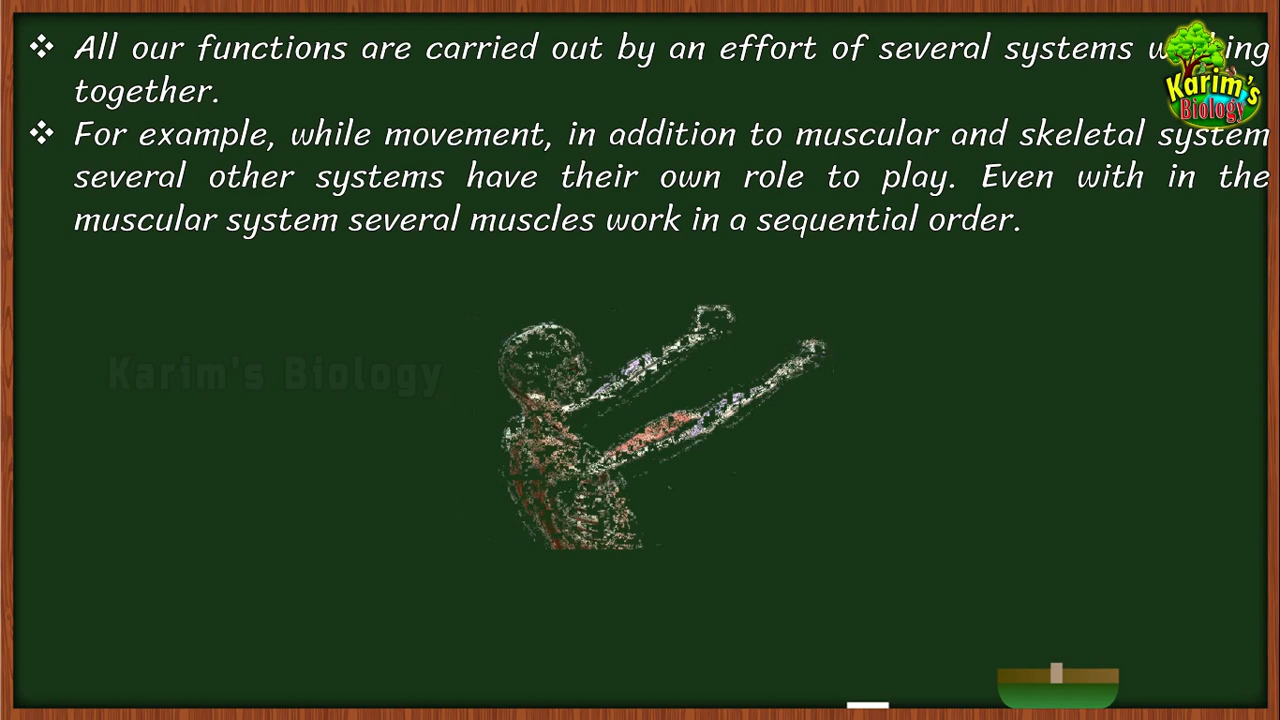 ❖ All our functions are carried out by an effort of several systems
together.
❖ For example, while movement, in addition to muscular and skeletal system
several other systems have their own role to play. Even with in the
muscular system several muscles work in a sequential order.
Karim's
Biology
Karim's Biology